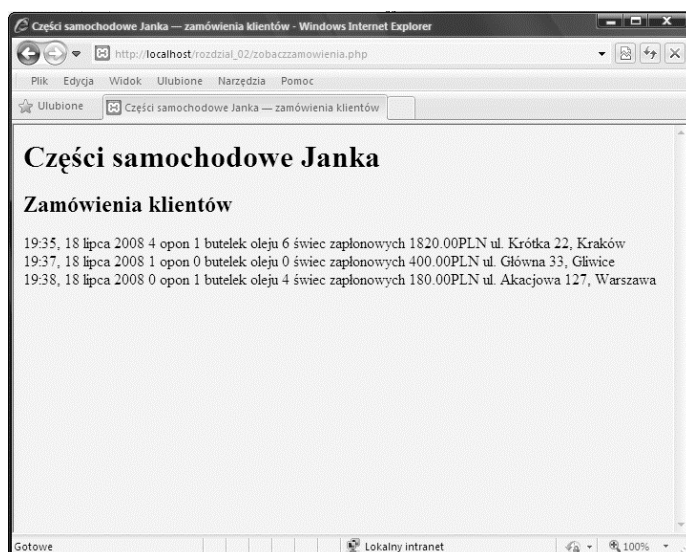 Części samochodowe Janka — zamówienia klientów - Windows Internet Explorer
http://localhost/rozdzial_02/zobaczzamowienia.php
Plik Edycja Widok Ulubione Narzędzia Pomoc
Ulubione Części samochodowe Janka — zamówienia klientów
Części samochodowe Janka
Zamówienia klientów
19:35, 18 lipca 2008 4 opon 1 butelek oleju 6 świec zapłonowych 1820.00PLN ul. Krótka 22, Kraków
19:37, 18 lipca 2008 1 opon 0 butelek oleju 0 świec zapłonowych 400.00PLN ul. Główna 33, Gliwice
19:38, 18 lipca 2008 0 opon 1 butelek oleju 4 świec zapłonowych 180.00PLN ul. Akacjowa 127, Warszawa
Gotowe Lokalny intranet 100%